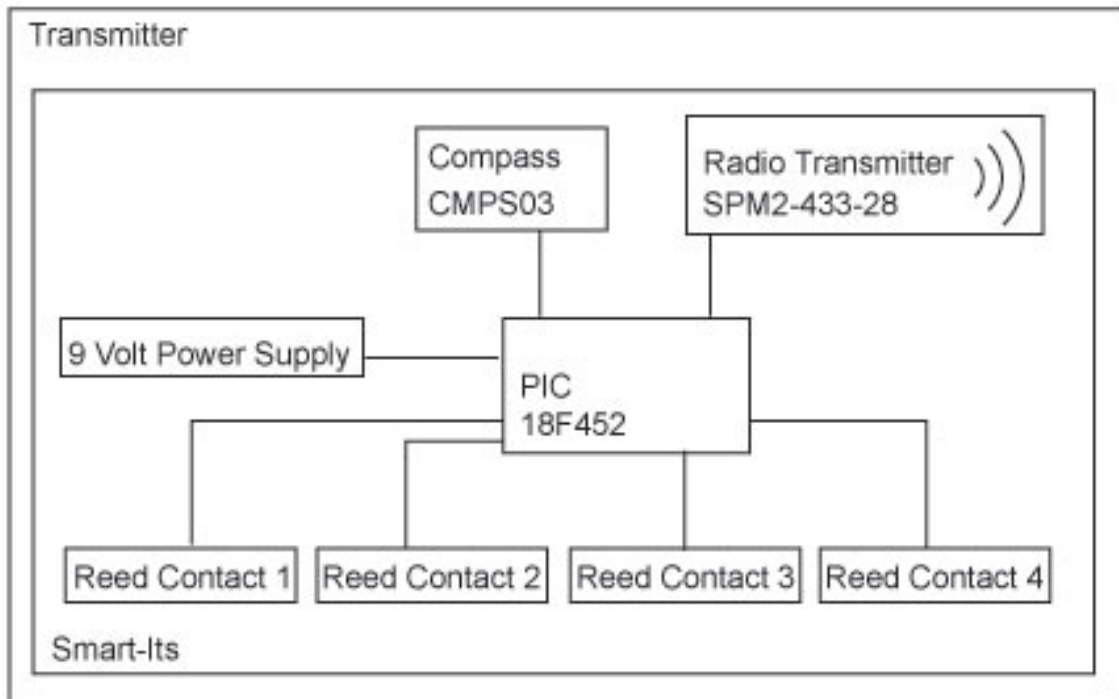 Transmitter
Compass
CMPS03
Radio Transmitter
SPM2-433-28
9 Volt Power Supply
PIC
18F452
Reed Contact 1
Reed Contact 2
Reed Contact 3
Reed Contact 4
Smart-Its